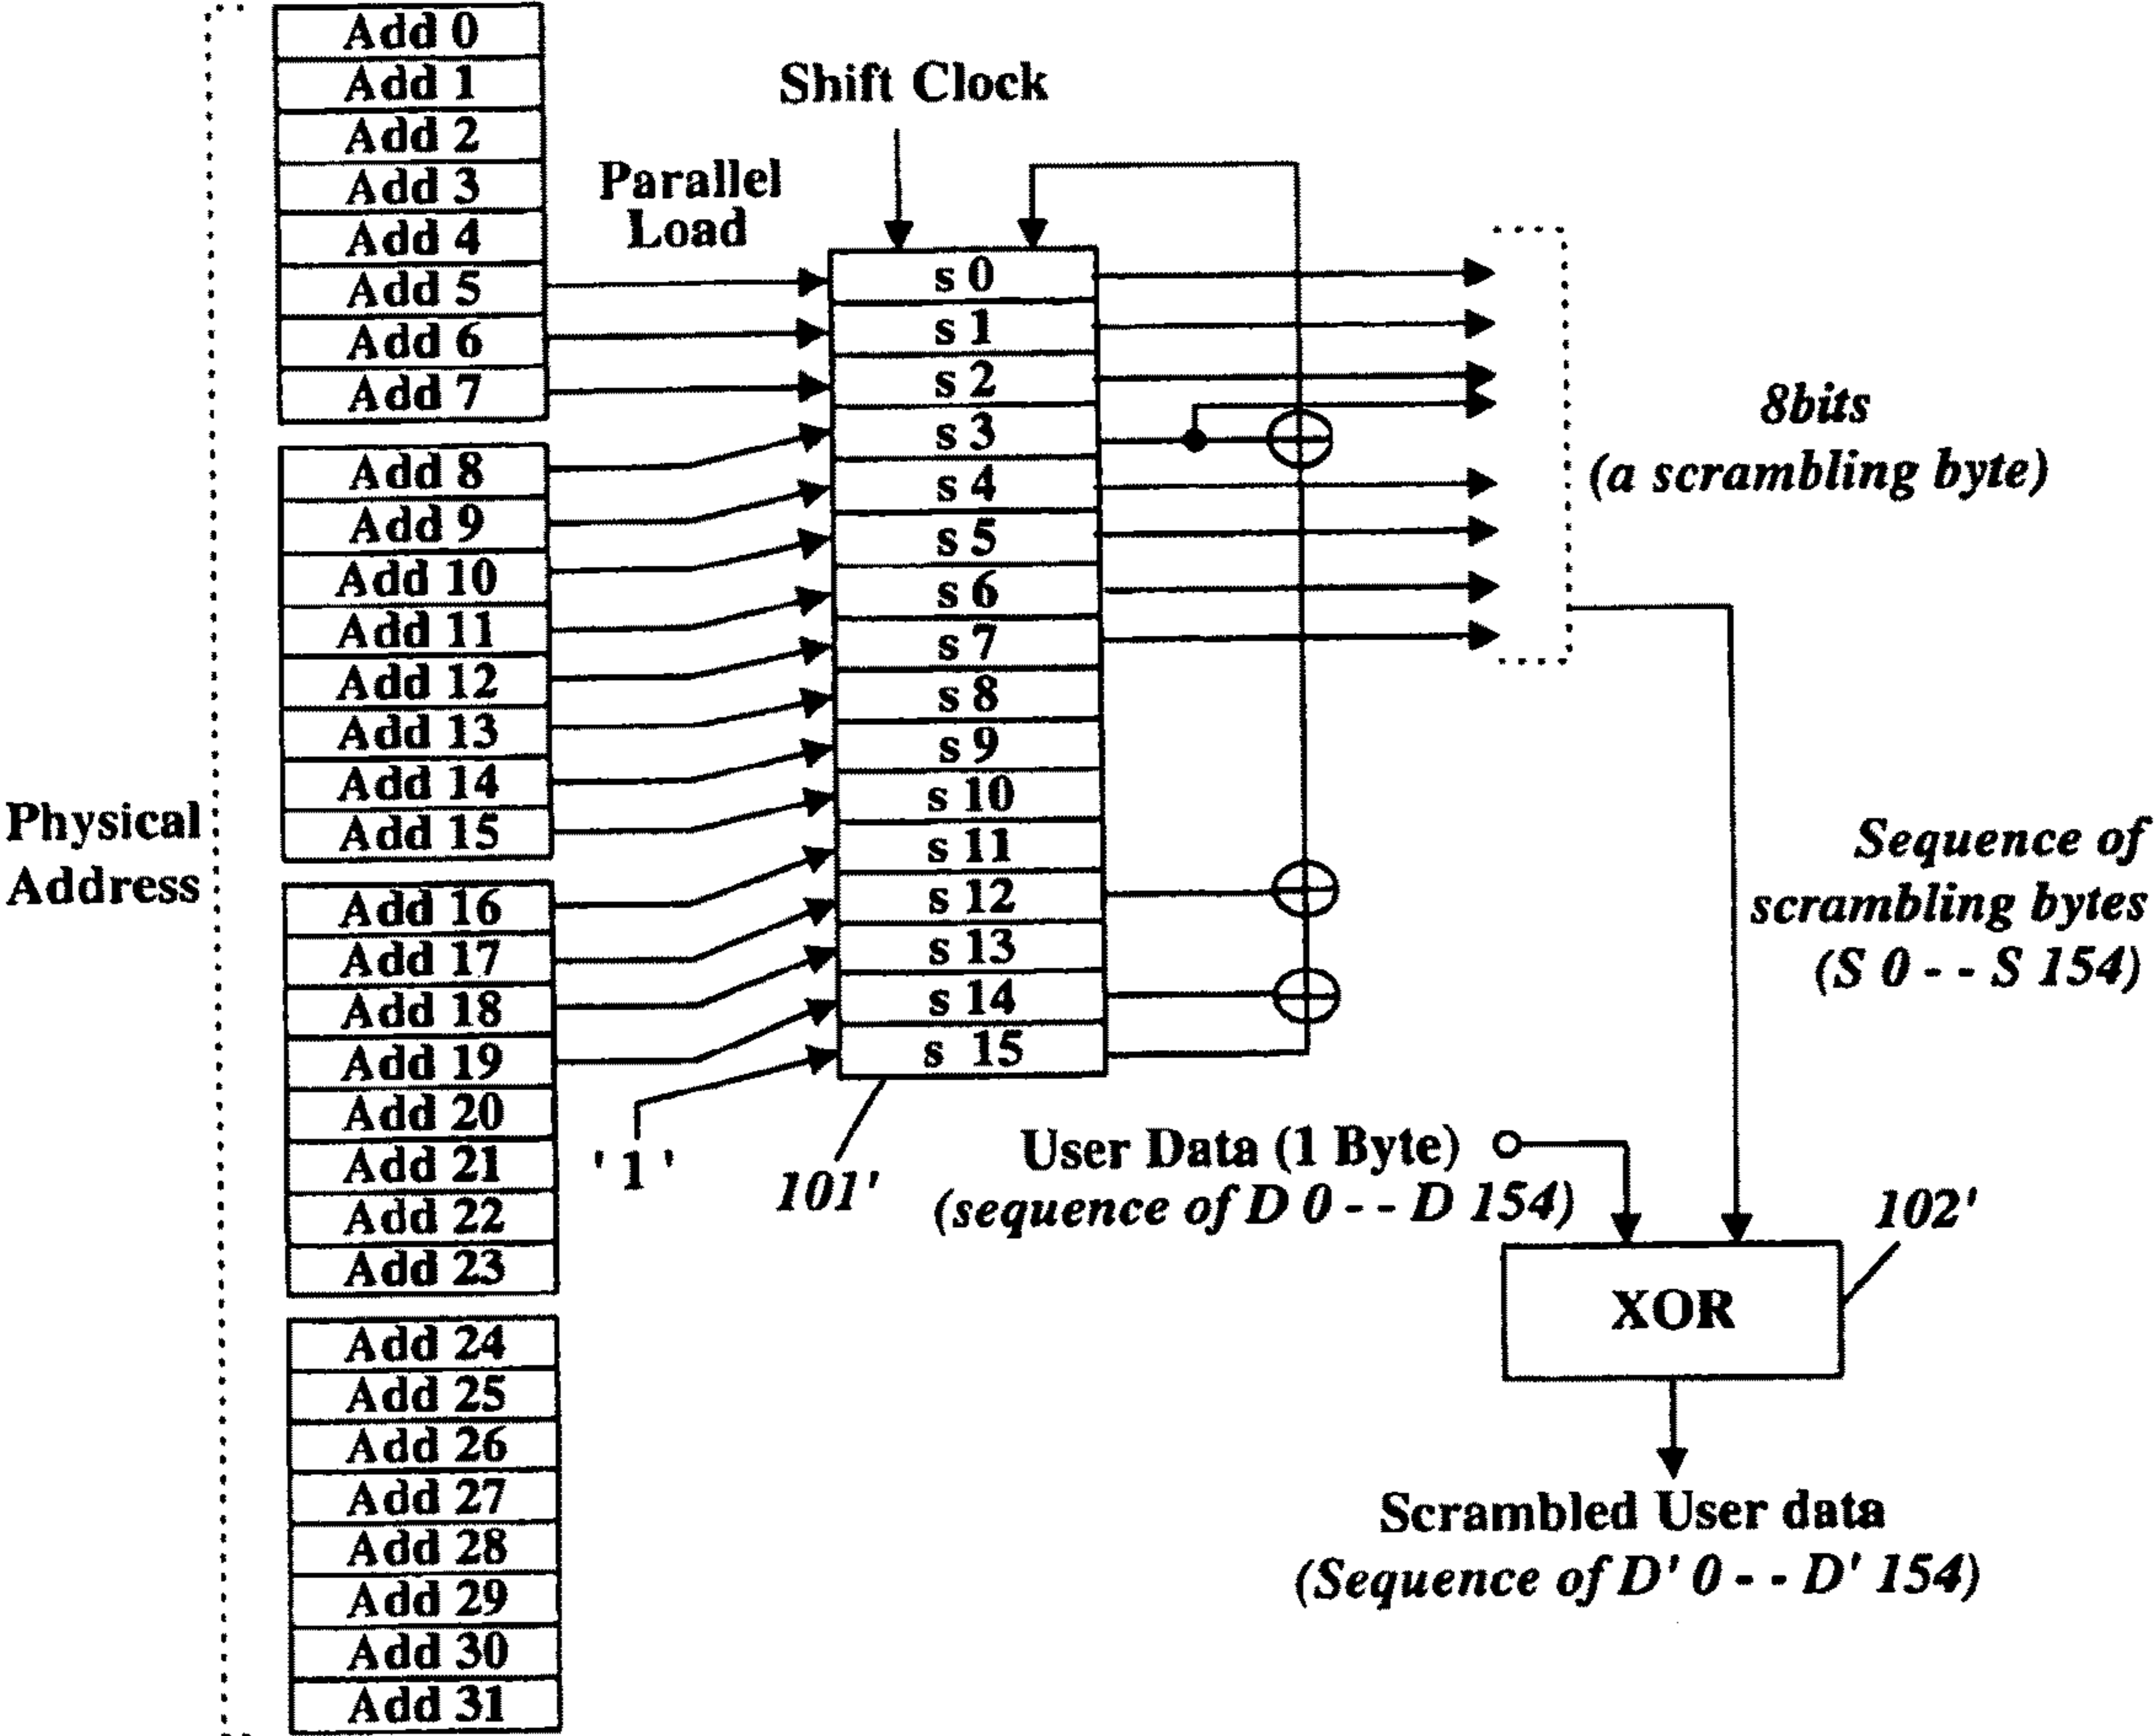 Add 0
Add 1
Add 2
Add 3
Add 4
Add 5
Add 6
Add 7
Add 8
Add 9
Add 10
Add 11
Add 12
Add 13
Add 14
Add 15
Add 16
Add 17
Add 18
Add 19
Add 20
Add 21
Add 22
Add 23
Add 24
Add 25
Add 26
Add 27
Add 28
Add 29
Add 30
Add 31
Physical
Address
Parallel
Load
Shift Clock
s 0
s 1
s 2
s 3
s 4
s 5
s 6
s 7
s 8
s 9
s 10
s 11
s 12
s 13
s 14
s 15
' 1 '
101'
8bits
(a scrambling byte)
Sequence of
scrambling bytes
(S 0 - - S 154)
User Data (1 Byte)
(sequence of D 0 - - D 154)
102'
XOR
Scrambled User data
(Sequence of D' 0 - - D' 154)